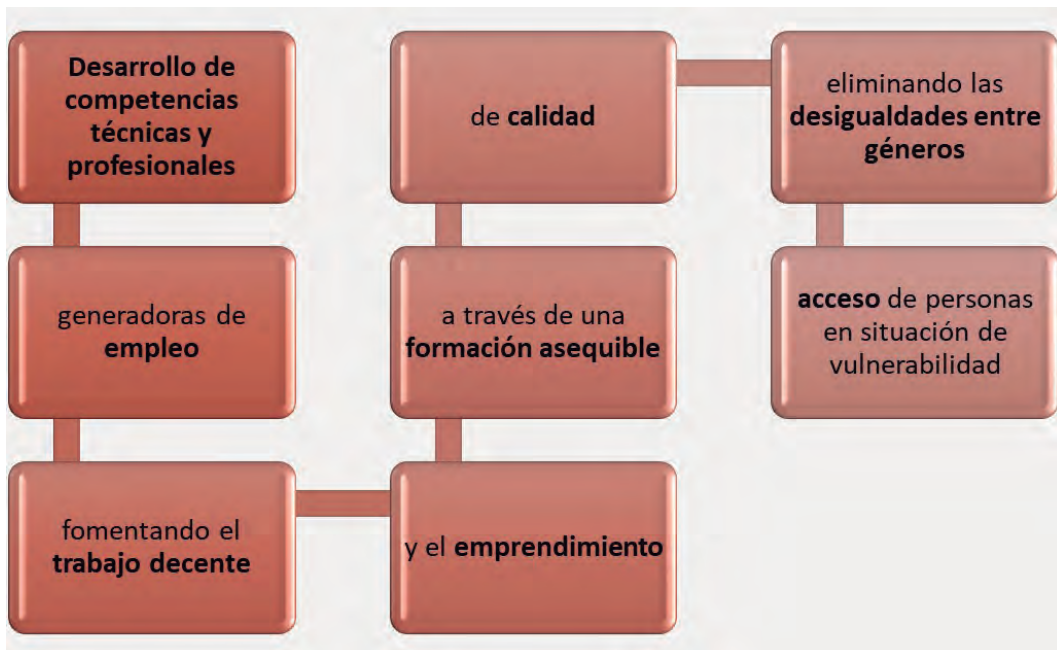 Desarrollo de
competencias
técnicas y
profesionales
generadoras de
empleo
fomentando el
trabajo decente
y el emprendimiento
a través de una
formación asequible
de calidad
eliminando las
desigualdades entre
géneros
acceso de personas
en situación de
vulnerabilidad